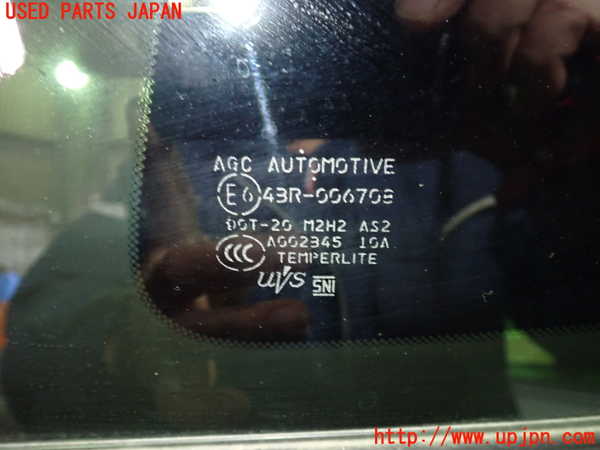 USED PARTS JAPAN
AGC AUTOMOTIVE
E6 43R-006709
DOT-20 M2H2 AS2
CCC A002345 10A
TEMPERLITE
UVS SNI
http://www.upjpn.com